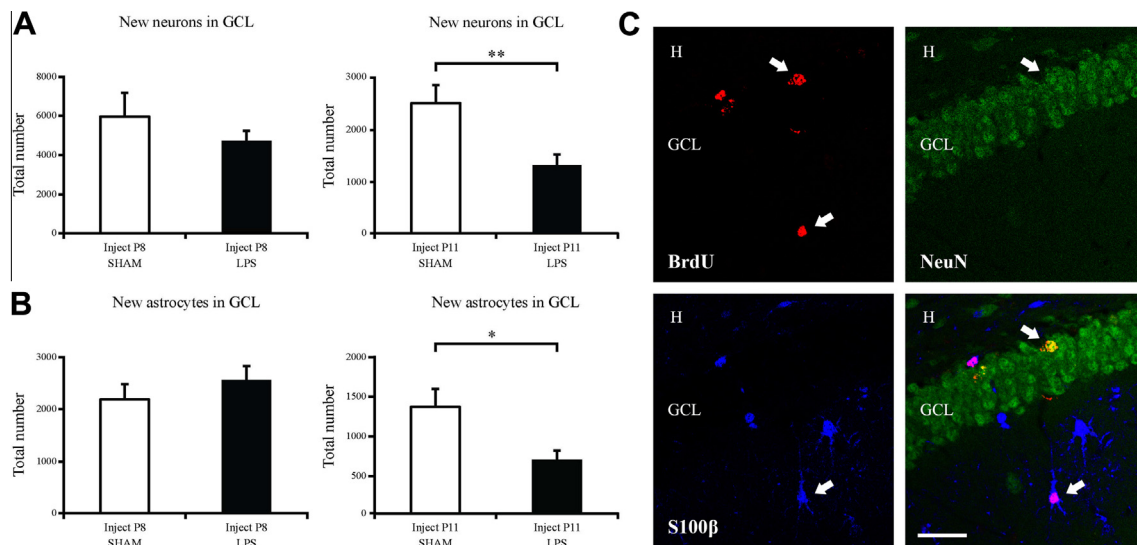 A
New neurons in GCL
Total number
8000
6000
4000
2000
0
Inject P8
SHAM
Inject P8
LPS
New neurons in GCL
**
Total number
3000
2000
1000
0
Inject P11
SHAM
Inject P11
LPS
B
New astrocytes in GCL
Total number
3000
2000
1000
0
Inject P8
SHAM
Inject P8
LPS
New astrocytes in GCL
*
Total number
2000
1500
1000
500
0
Inject P11
SHAM
Inject P11
LPS
C
H
GCL
BrdU
H
GCL
NeuN
H
GCL
S100β
H
GCL